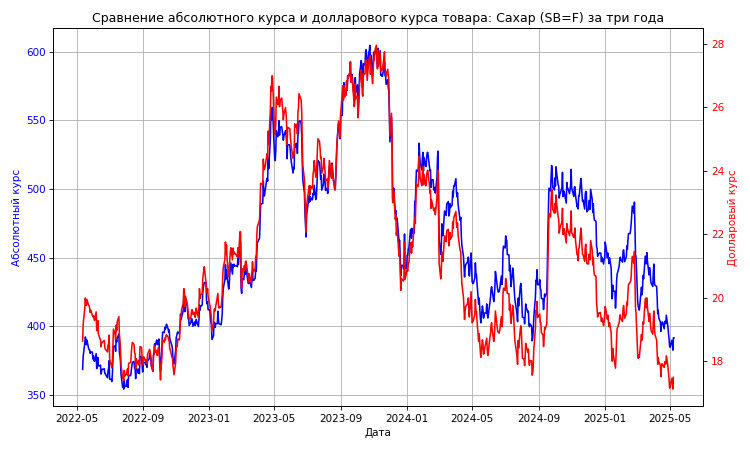 Сравнение абсолютного курса и долларового курса товара: Сахар (SB=F) за три года
Абсолютный курс
600
550
500
450
400
350
28
26
24
22
20
18
Долларовый курс
2022-05 2022-09 2023-01 2023-05 2023-09 2024-01 2024-05 2024-09 2025-01 2025-05
Дата